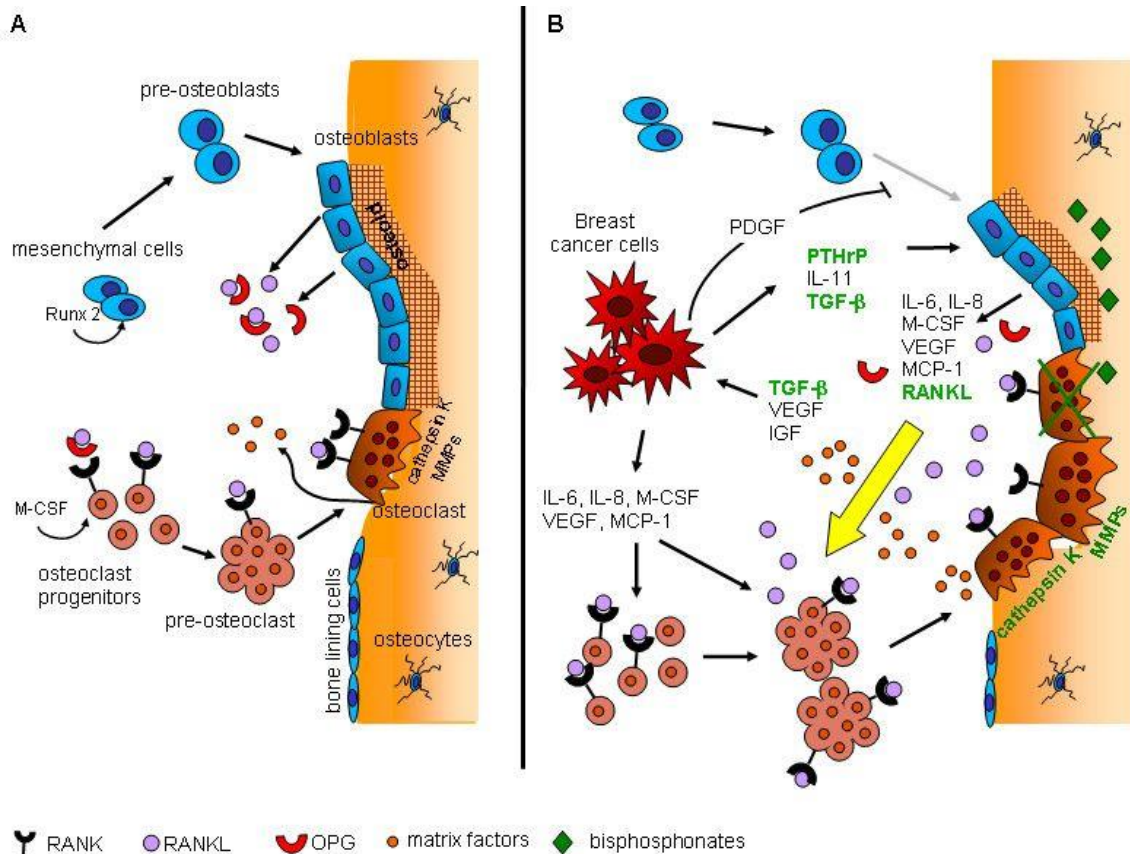 A
pre-osteoblasts
osteoblasts
osteoid
mesenchymal cells
Runx 2
cathepsin K
MMPs
M-CSF
osteoclast
osteoclast
progenitors
pre-osteoclast
bone lining cells
osteocytes
B
Breast
cancer cells
PDGF
PTHrP
IL-11
TGF-β
IL-6, IL-8
M-CSF
VEGF
MCP-1
RANKL
TGF-β
VEGF
IGF
IL-6, IL-8, M-CSF
VEGF, MCP-1
cathepsin K
MMPs
RANK
RANKL
OPG
matrix factors
bisphosphonates